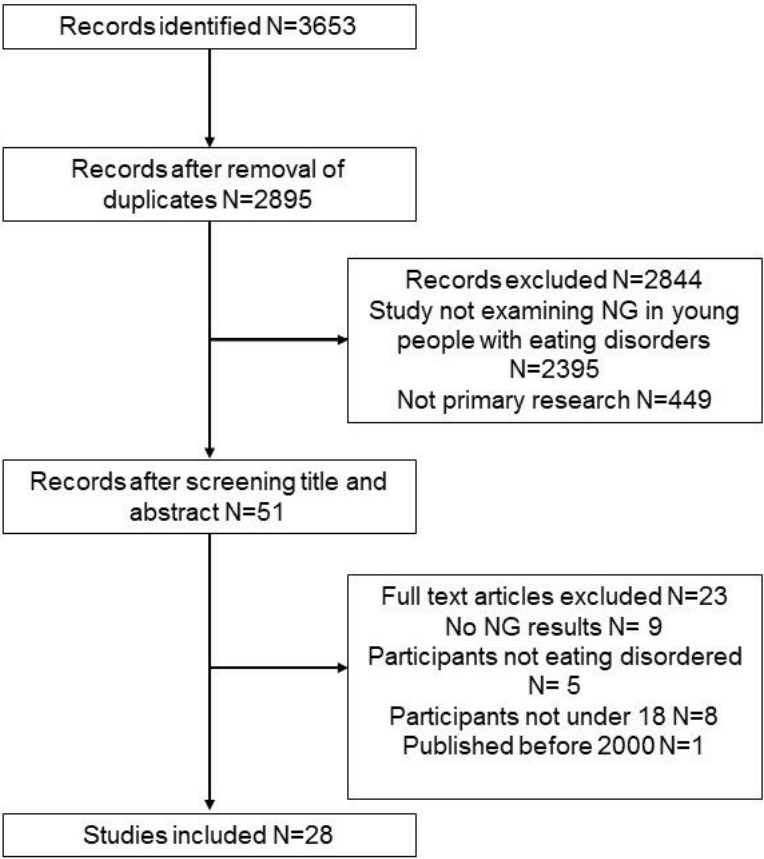 Records identified N=3653
Records after removal of
duplicates N=2895
Records excluded N=2844
Study not examining NG in young
people with eating disorders
N=2395
Not primary research N=449
Records after screening title and
abstract N=51
Full text articles excluded N=23
No NG results N= 9
Participants not eating disordered
N= 5
Participants not under 18 N=8
Published before 2000 N=1
Studies included N=28